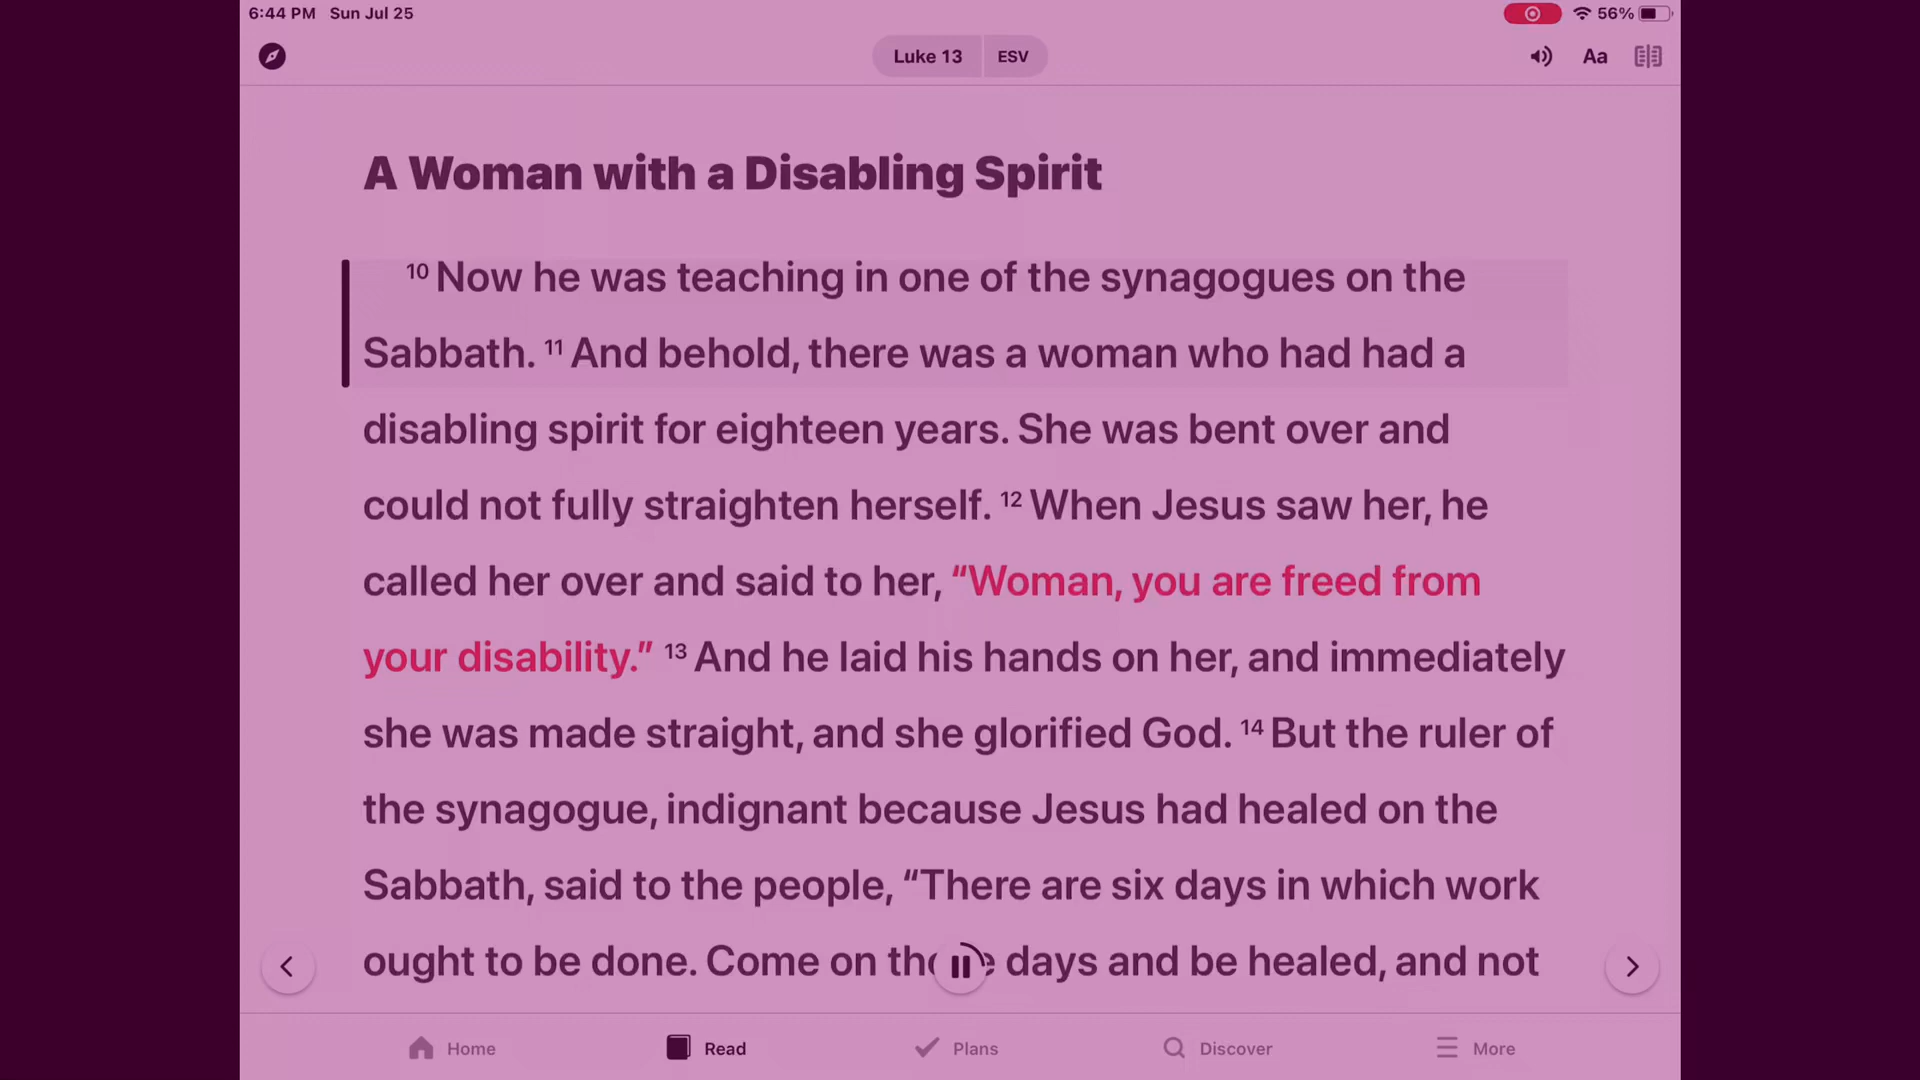 6:44 PM Sun Jul 25 56%
Luke 13 ESV Aa
A Woman with a Disabling Spirit
10 Now he was teaching in one of the synagogues on the
Sabbath. 11 And behold, there was a woman who had had a
disabling spirit for eighteen years. She was bent over and
could not fully straighten herself. 12 When Jesus saw her, he
called her over and said to her, “Woman, you are freed from
your disability.” 13 And he laid his hands on her, and immediately
she was made straight, and she glorified God. 14 But the ruler of
the synagogue, indignant because Jesus had healed on the
Sabbath, said to the people, “There are six days in which work
ought to be done. Come on days and be healed, and not
Home Read Plans Discover More